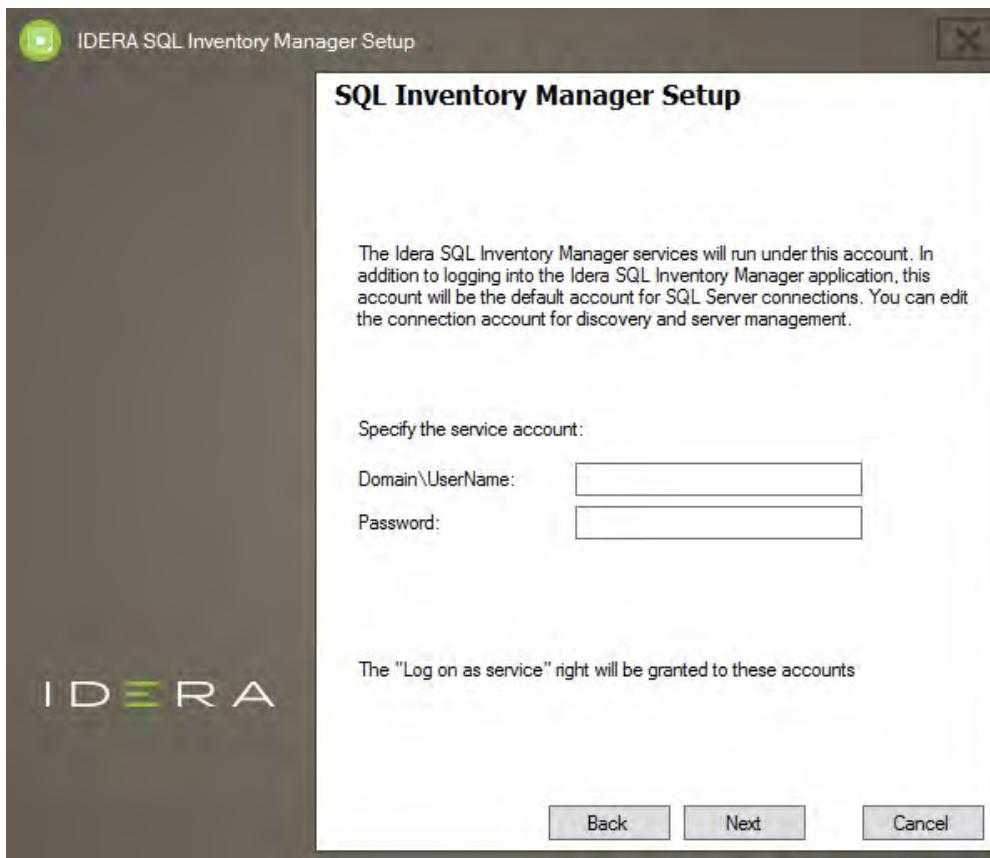 IDERA SQL Inventory Manager Setup
SQL Inventory Manager Setup
The Idera SQL Inventory Manager services will run under this account. In
addition to logging into the Idera SQL Inventory Manager application, this
account will be the default account for SQL Server connections. You can edit
the connection account for discovery and server management.
Specify the service account:
Domain\UserName:
Password:
The "Log on as service" right will be granted to these accounts
IDERA
Back
Next
Cancel